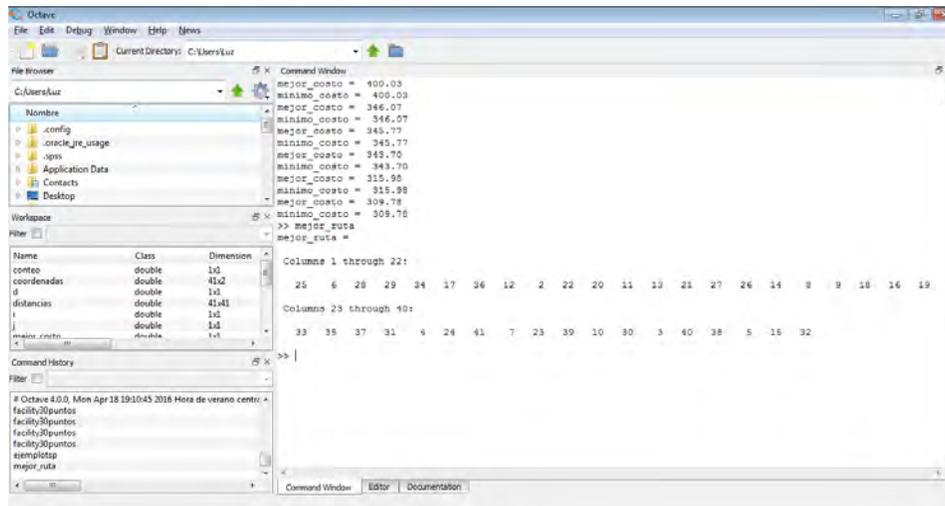 Octave
File Edit Debug Window Help News
Current Directory: C:\Users\Luz
File Browser
C:/Users/Luz
Nombre
.config
.oracle_jre_usage
.spss
Application Data
Contacts
Desktop
Workspace
Filter
Name Class Dimension
conteo double 1x1
coordenadas double 41x2
d double 1x1
distancias double 41x41
i double 1x1
j double 1x1
mejor_costo double 1x1
Command History
Filter
# Octave 4.0.0, Mon Apr 18 19:10:45 2016 Hora de verano centr
facility30puntos
facility30puntos
facility30puntos
facility30puntos
ejemplotsp
mejor_ruta
Command Window
mejor_costo = 400.03
minimo_costo = 400.03
mejor_costo = 346.07
minimo_costo = 346.07
mejor_costo = 345.77
minimo_costo = 345.77
mejor_costo = 343.70
minimo_costo = 343.70
mejor_costo = 315.98
minimo_costo = 315.98
mejor_costo = 309.78
minimo_costo = 309.78
>> mejor_ruta
mejor_ruta =
Columns 1 through 22:
25 6 28 29 34 17 36 12 2 22 20 11 13 21 27 26 14 8 9 18 16 19
Columns 23 through 40:
33 35 37 31 4 24 41 7 23 39 10 30 3 40 38 5 15 32
>>
Command Window Editor Documentation